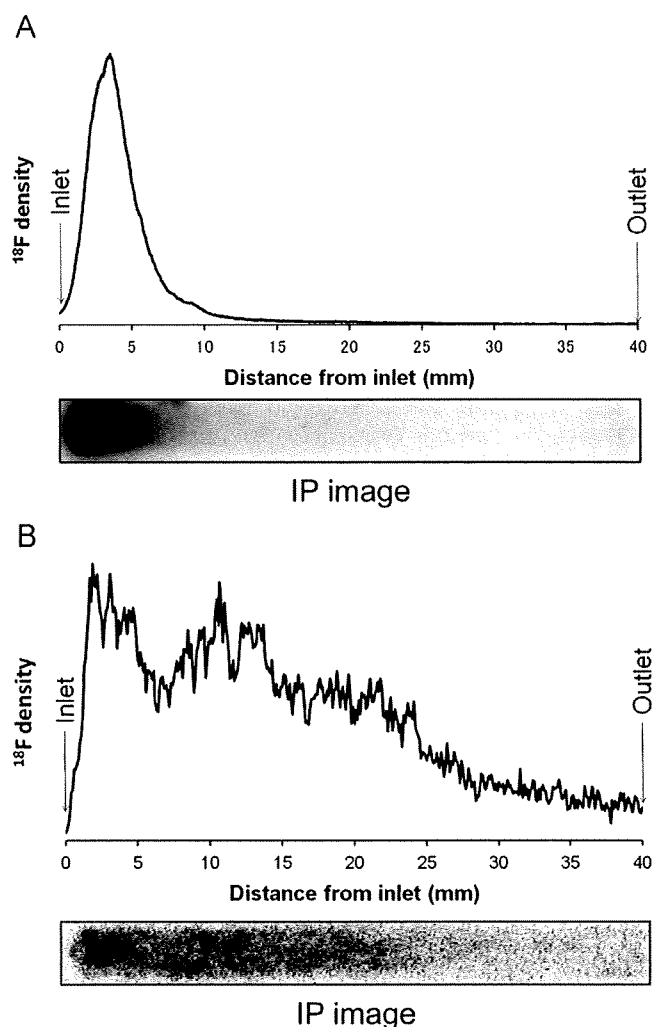 A
¹⁸F density
Inlet
Outlet
0 5 10 15 20 25 30 35 40
Distance from inlet (mm)
IP image
B
¹⁸F density
Inlet
Outlet
0 5 10 15 20 25 30 35 40
Distance from inlet (mm)
IP image